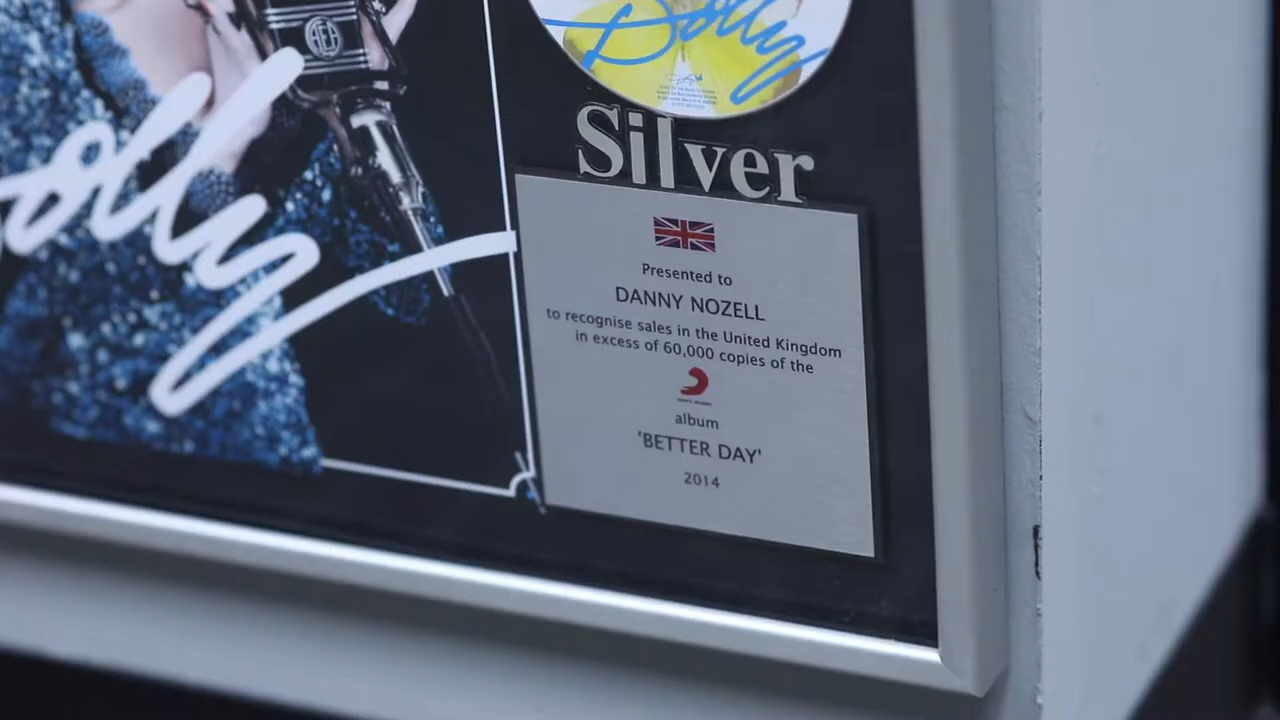 AEA
Dolly
Dolly
Silver
Presented to
DANNY NOZELL
to recognise sales in the United Kingdom
in excess of 60,000 copies of the
album
'BETTER DAY'
2014